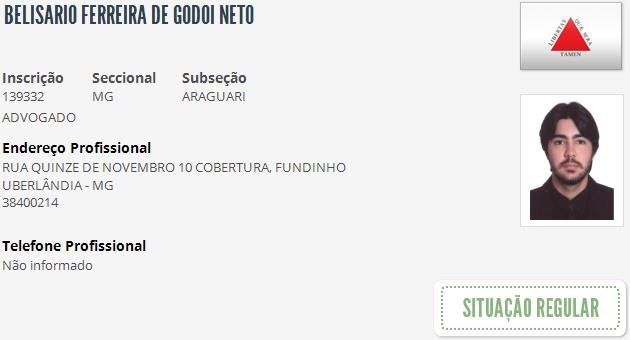 BELISARIO FERREIRA DE GODOI NETO
LIBERTAS QUÆ SERA
TAMEN
Inscrição Seccional Subseção
139332 MG ARAGUARI
ADVOGADO
Endereço Profissional
RUA QUINZE DE NOVEMBRO 10 COBERTURA, FUNDINHO
UBERLÂNDIA - MG
38400214
Telefone Profissional
Não informado
SITUAÇÃO REGULAR